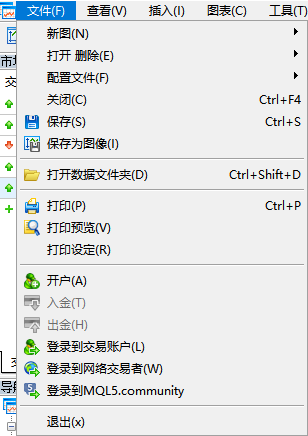 文件(F) 查看(V) 插入(I) 图表(C) 工具(T)
新图(N)
打开 删除(E)
配置文件(F)
关闭(C) Ctrl+F4
保存(S) Ctrl+S
保存为图像(I)
打开数据文件夹(D) Ctrl+Shift+D
打印(P) Ctrl+P
打印预览(V)
打印设定(R)
开户(A)
入金(T)
出金(H)
登录到交易账户(L)
登录到网络交易者(W)
登录到MQL5.community
退出(x)
市场
交
交
导航